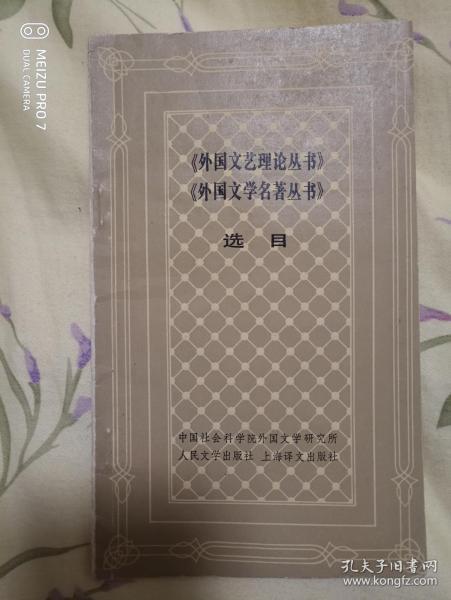 MEIZU PRO 7
DUAL CAMERA
《外国文艺理论丛书》
《外国文学名著丛书》
选目
中国社会科学院外国文学研究所
人民文学出版社 上海译文出版社
孔夫子旧书网
www.kongfz.com